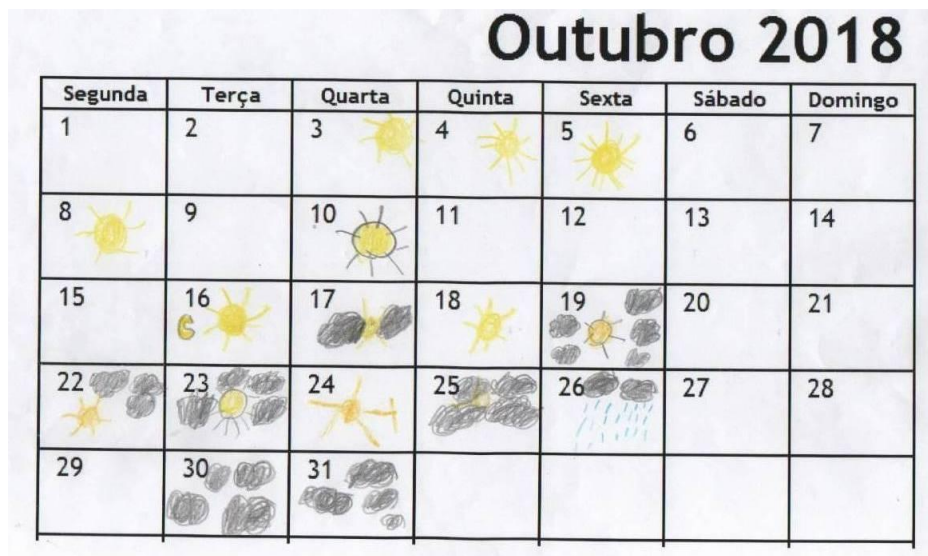 Outubro 2018
Segunda Terça Quarta Quinta Sexta Sábado Domingo
1 2 3 4 5 6 7
8 9 10 11 12 13 14
15 16 17 18 19 20 21
22 23 24 25 26 27 28
29 30 31